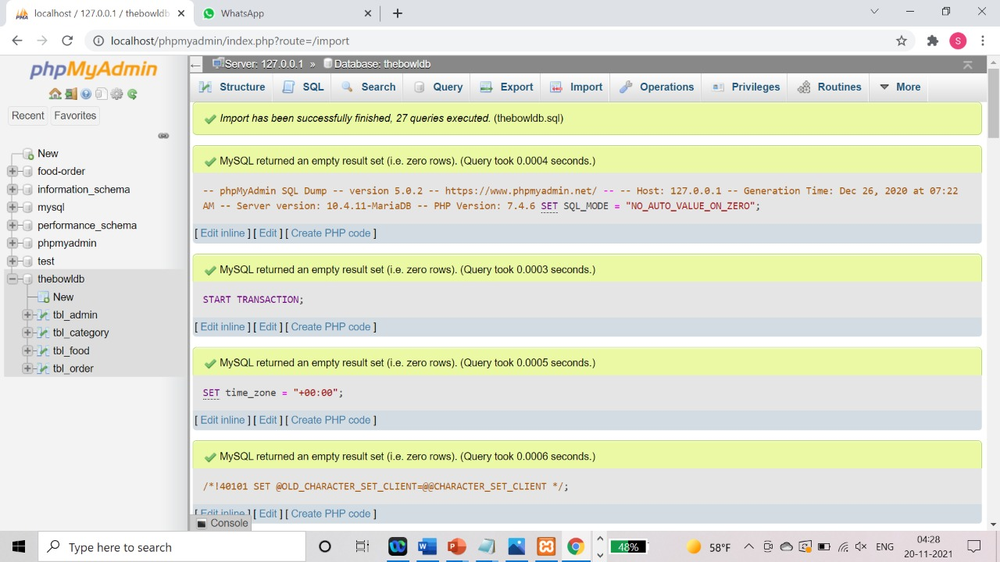 localhost / 127.0.0.1 / thebowldb
WhatsApp
localhost/phpmyadmin/index.php?route=/import
S
phpMyAdmin
Recent Favorites
New
food-order
information_schema
mysql
performance_schema
phpmyadmin
test
thebowldb
New
tbl_admin
tbl_category
tbl_food
tbl_order
Server: 127.0.0.1 » Database: thebowldb
Structure SQL Search Query Export Import Operations Privileges Routines More
Import has been successfully finished, 27 queries executed. (thebowldb.sql)
MySQL returned an empty result set (i.e. zero rows). (Query took 0.0004 seconds.)
-- phpMyAdmin SQL Dump -- version 5.0.2 -- https://www.phpmyadmin.net/ -- -- Host: 127.0.0.1 -- Generation Time: Dec 26, 2020 at 07:22
AM -- Server version: 10.4.11-MariaDB -- PHP Version: 7.4.6 SET SQL_MODE = "NO_AUTO_VALUE_ON_ZERO";
[ Edit inline ] [ Edit ] [ Create PHP code ]
MySQL returned an empty result set (i.e. zero rows). (Query took 0.0003 seconds.)
START TRANSACTION;
[ Edit inline ] [ Edit ] [ Create PHP code ]
MySQL returned an empty result set (i.e. zero rows). (Query took 0.0005 seconds.)
SET time_zone = "+00:00";
[ Edit inline ] [ Edit ] [ Create PHP code ]
MySQL returned an empty result set (i.e. zero rows). (Query took 0.0006 seconds.)
/*!40101 SET @OLD_CHARACTER_SET_CLIENT=@@CHARACTER_SET_CLIENT */;
[ Edit inline ] [ Edit ] [ Create PHP code ]
Console
Type here to search
48%
58°F
ENG
04:28
20-11-2021